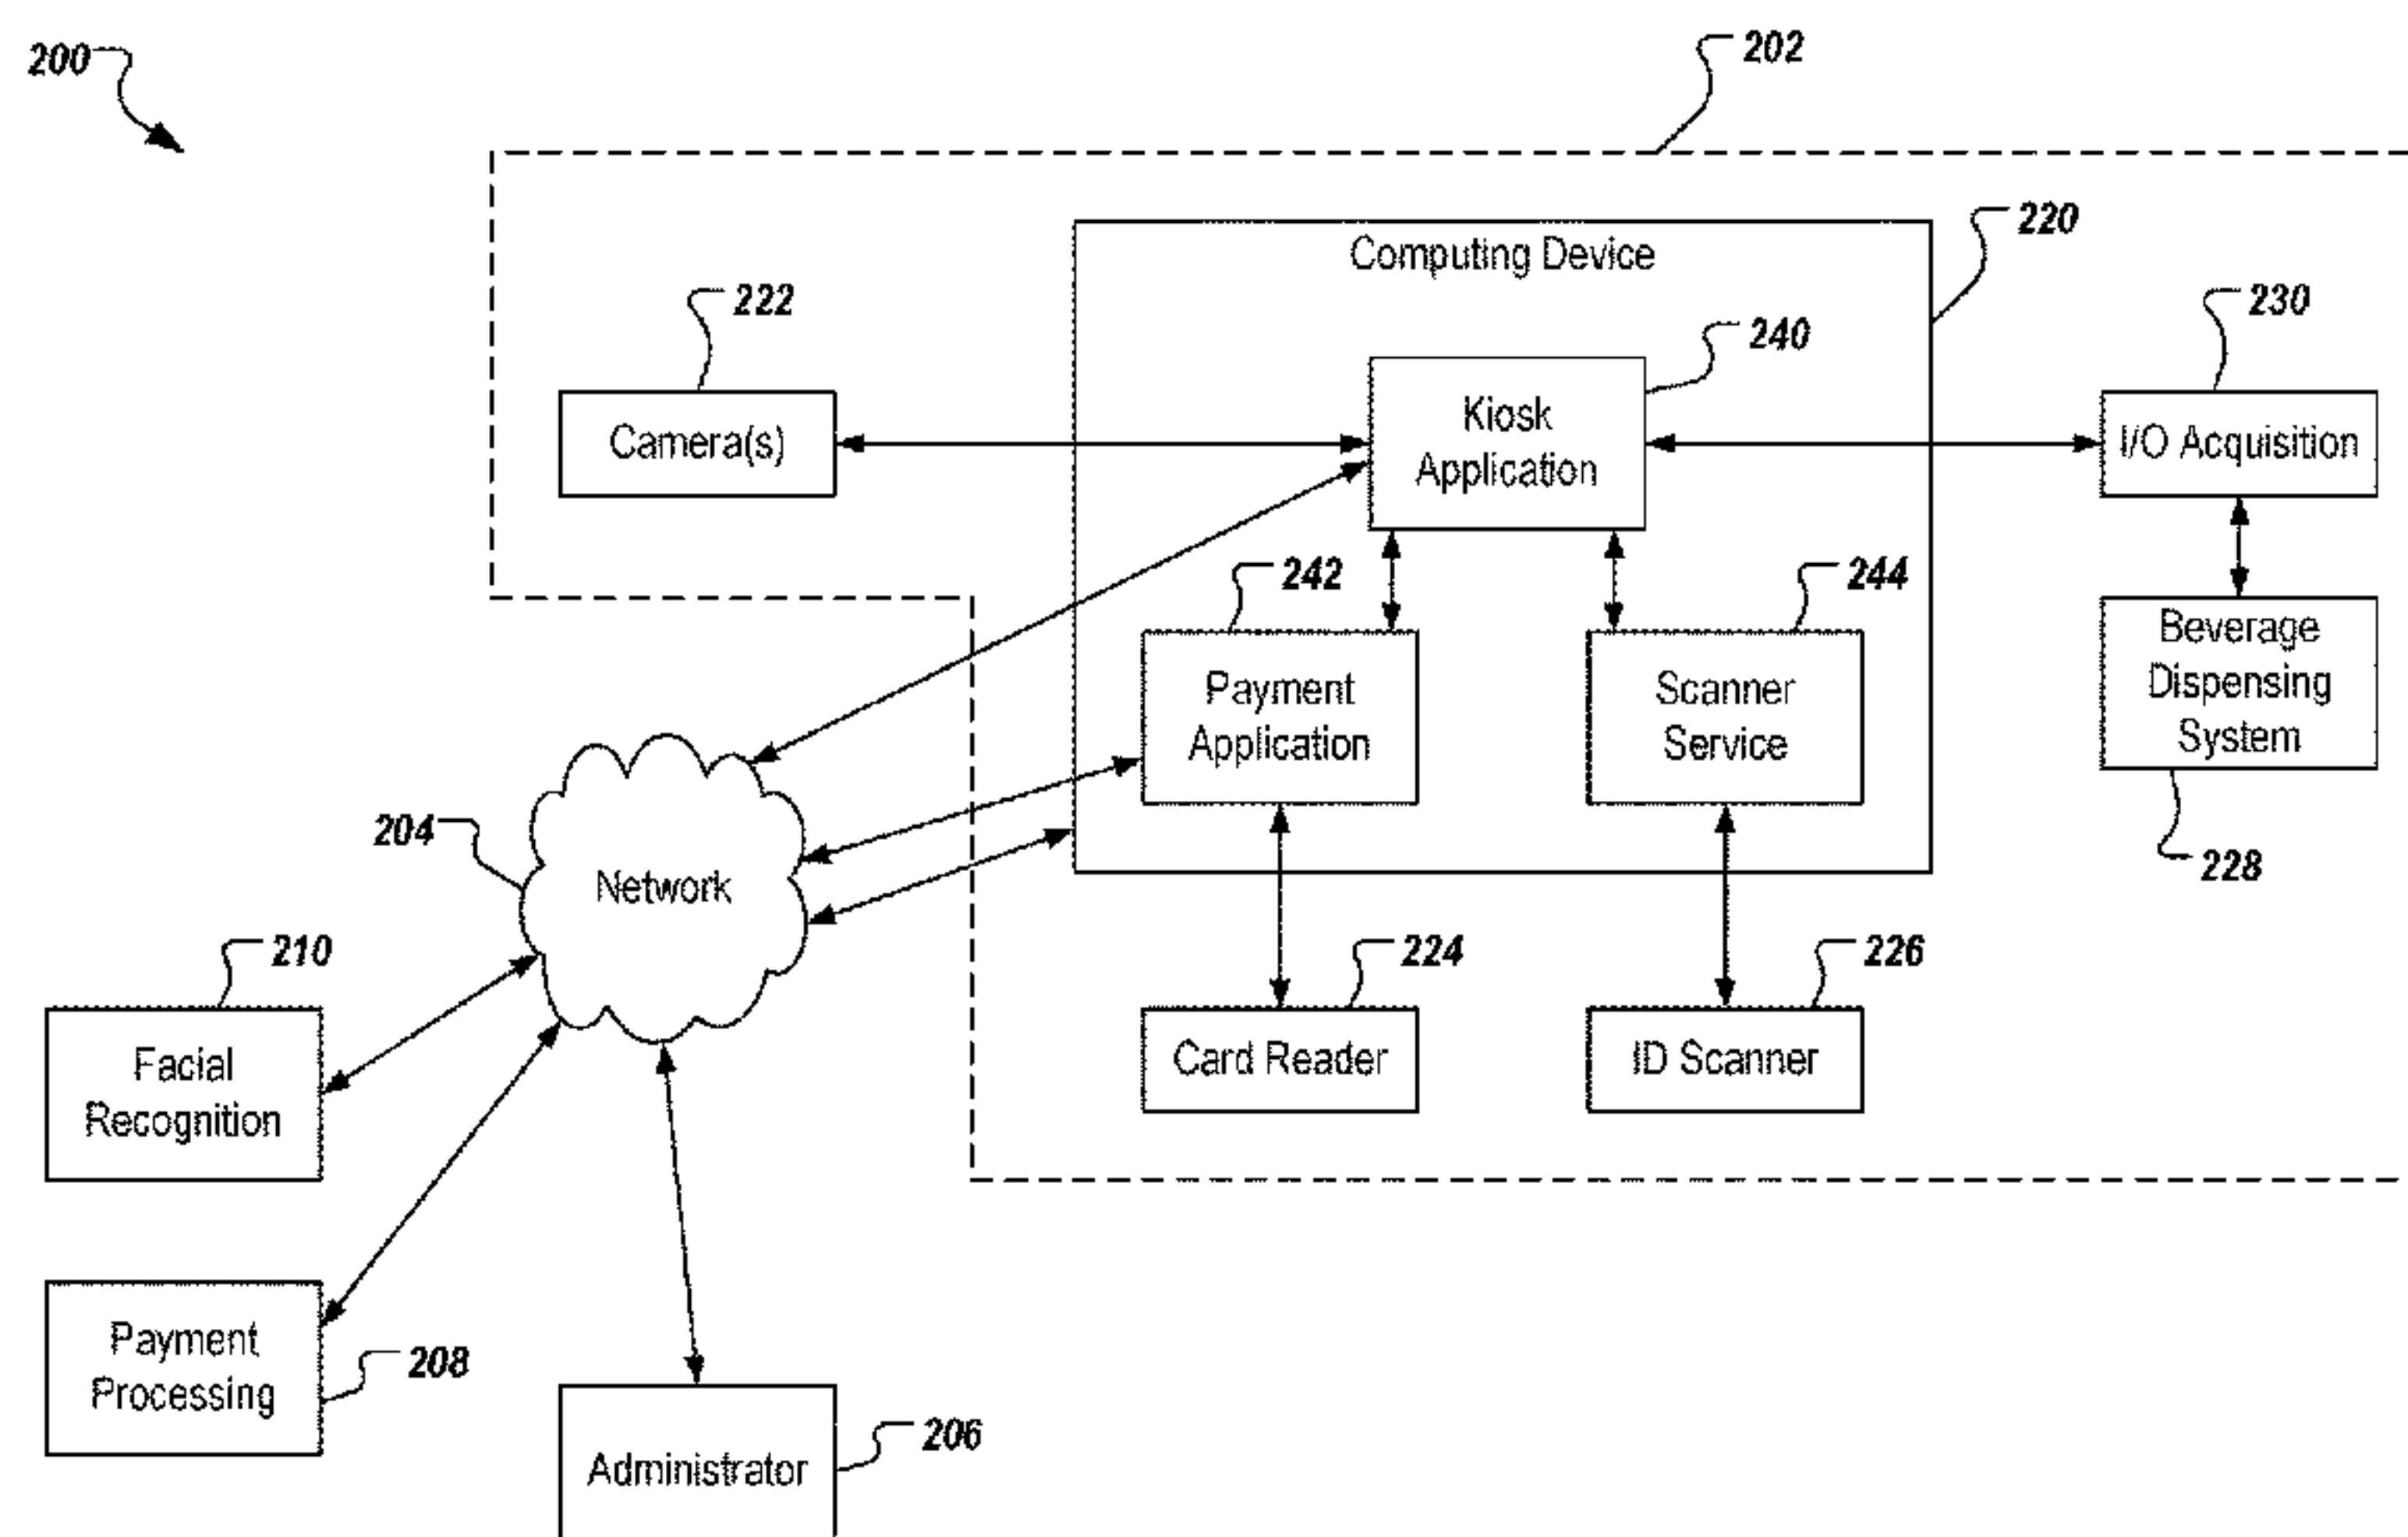 200
202
Computing Device
220
222
240
230
Camera(s)
Kiosk
Application
I/O Acquisition
242
244
Beverage
Dispensing
System
Payment
Application
Scanner
Service
204
Network
228
210
224
226
Facial
Recognition
Card Reader
ID Scanner
Payment
Processing
208
206
Administrator